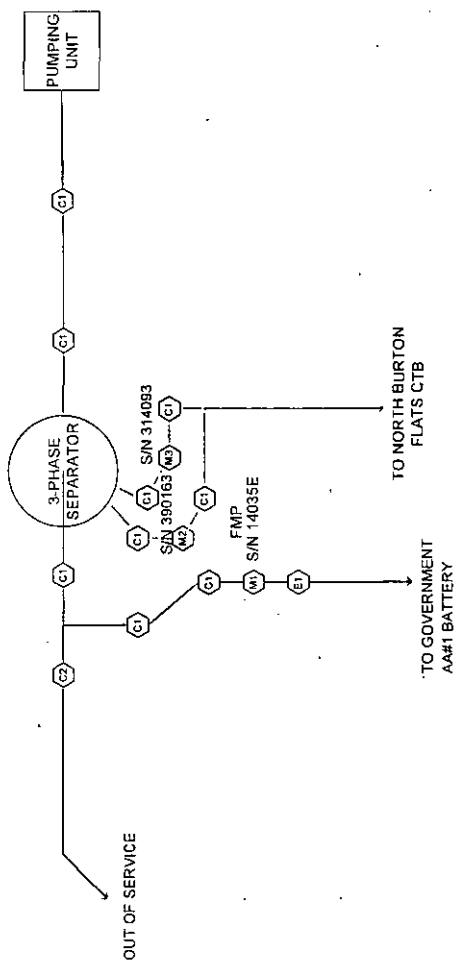 PUMPING
UNIT
C1
C1
3-PHASE
SEPARATOR
C1
C2
OUT OF SERVICE
C1
S/N 390163
M2
C1
C1
S/N 314093
M3
C1
TO NORTH BURTON
FLATS CTB
C1
C1
FMP
S/N 14035E
M1
E1
TO GOVERNMENT
AA#1 BATTERY